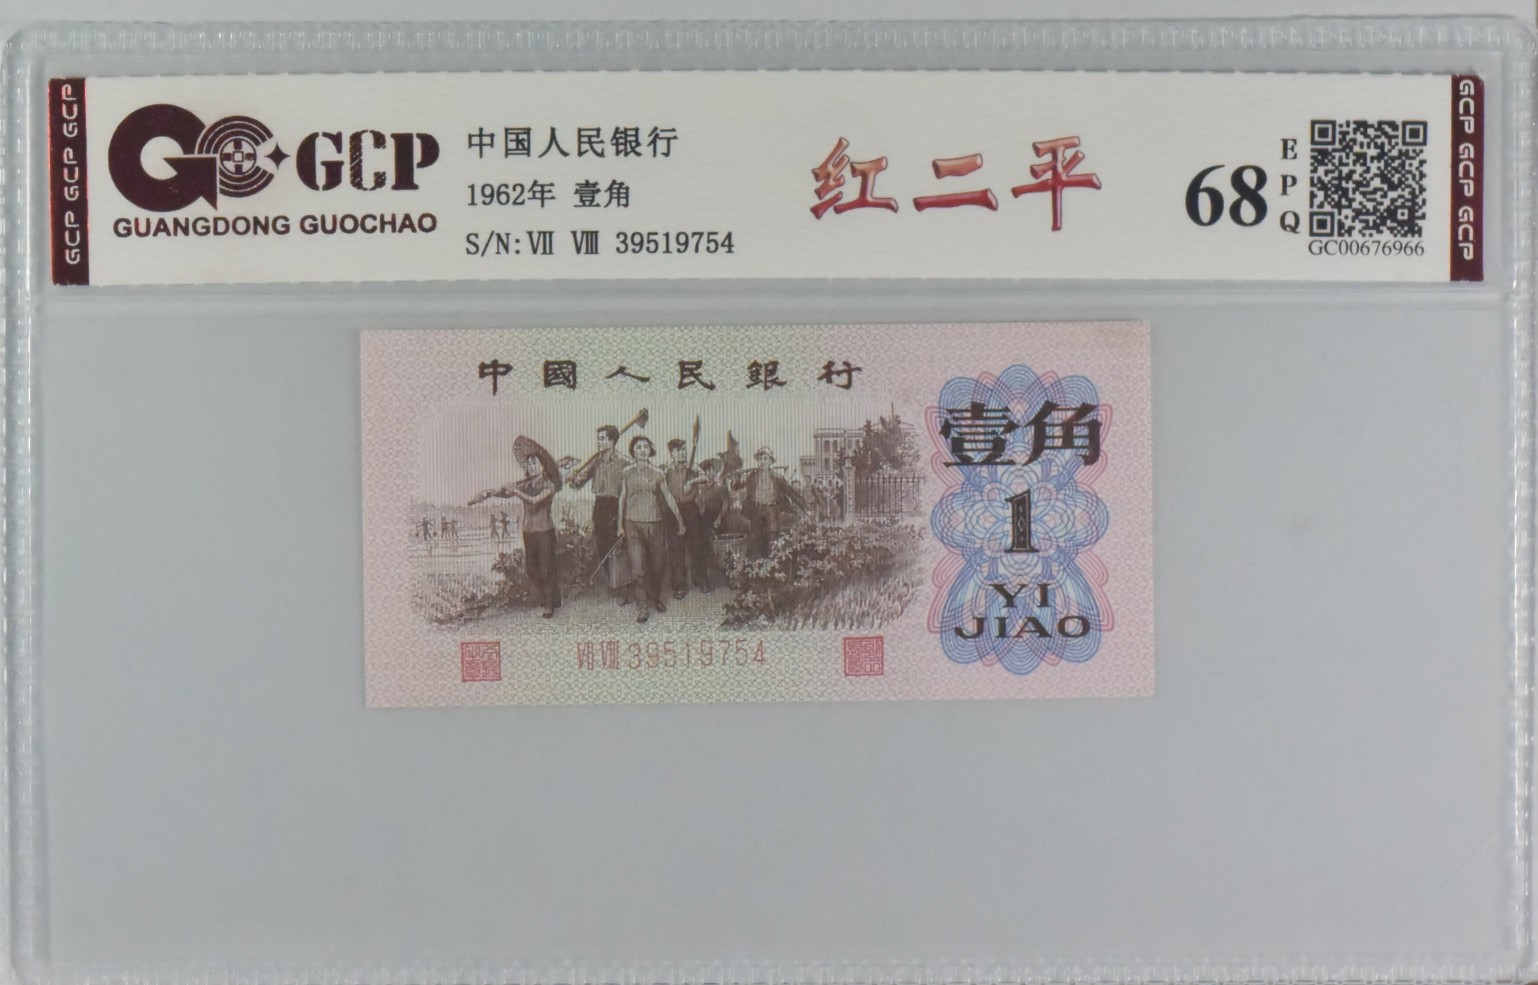 GCP GCP GCP
GCP
GUANGDONG GUOCHAO
中国人民银行
1962年 壹角
S/N: Ⅶ Ⅷ 39519754
红二平
68
EPQ
GC00676966
GCP GCP GCP
中國人民銀行
壹角
1
YI
JIAO
Ⅶ Ⅷ 39519754